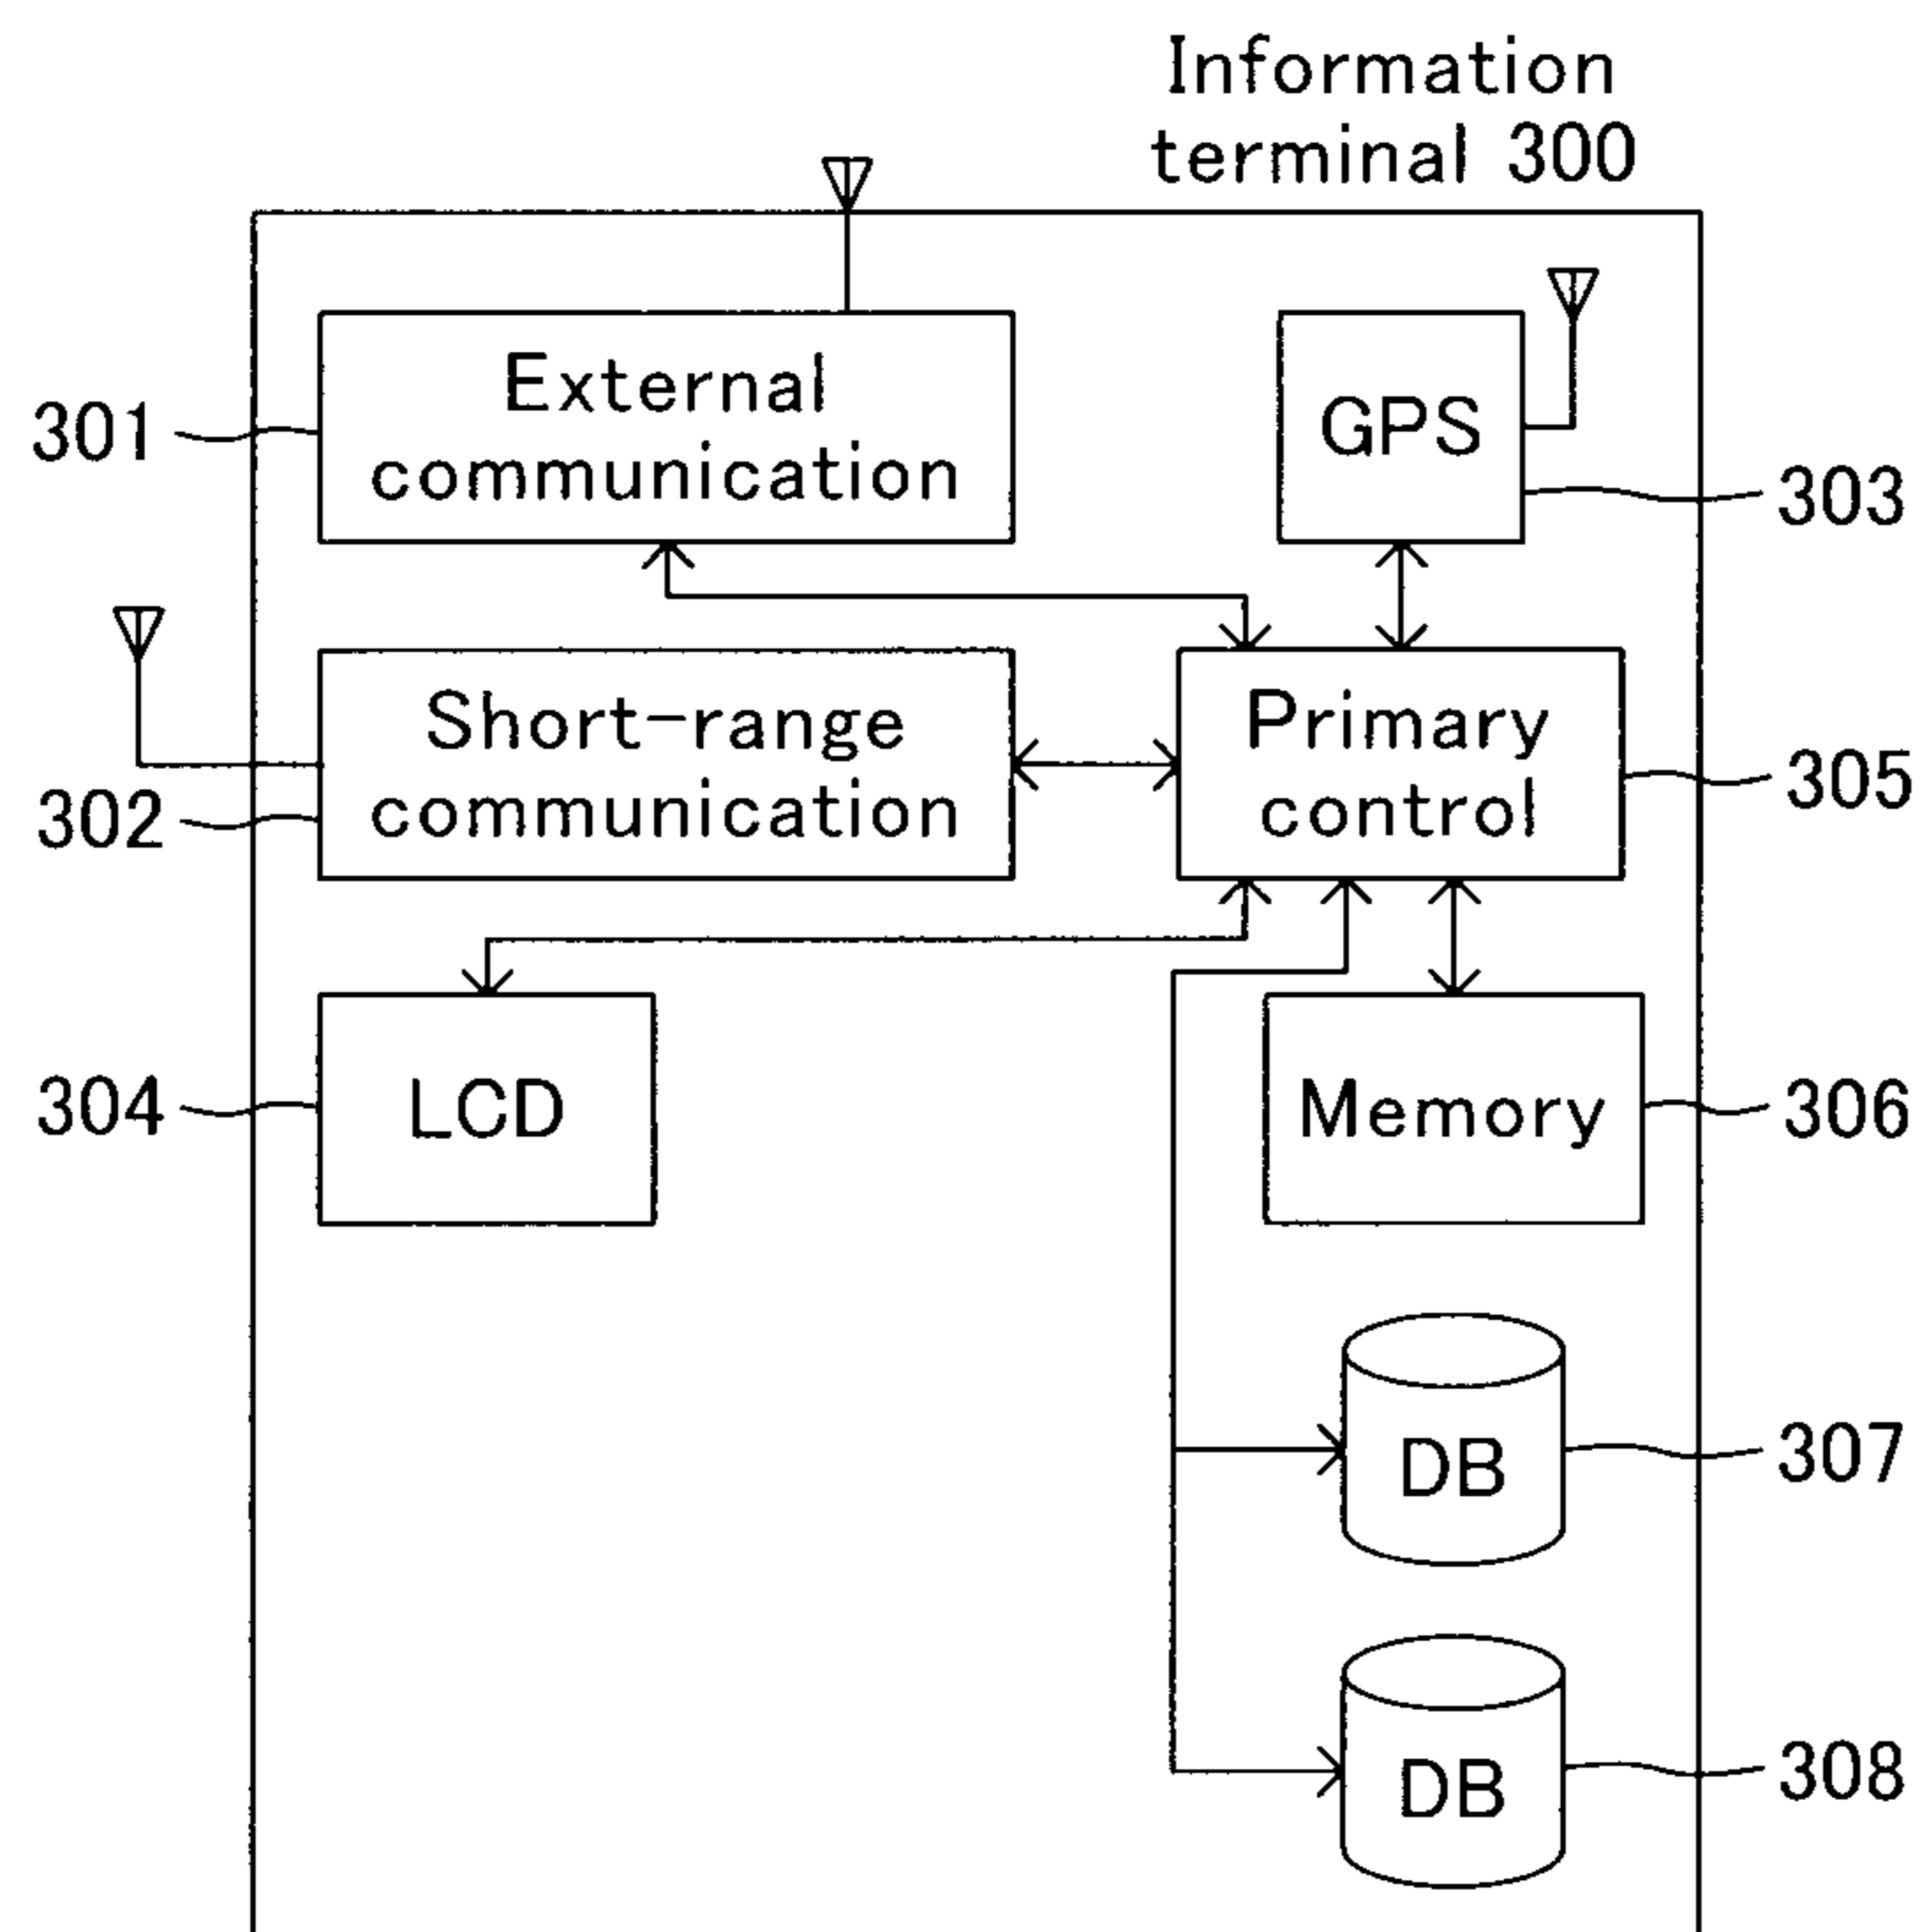 Information
terminal 300
External
communication
301
GPS
303
Short-range
communication
302
Primary
control
305
LCD
304
Memory
306
DB
307
DB
308